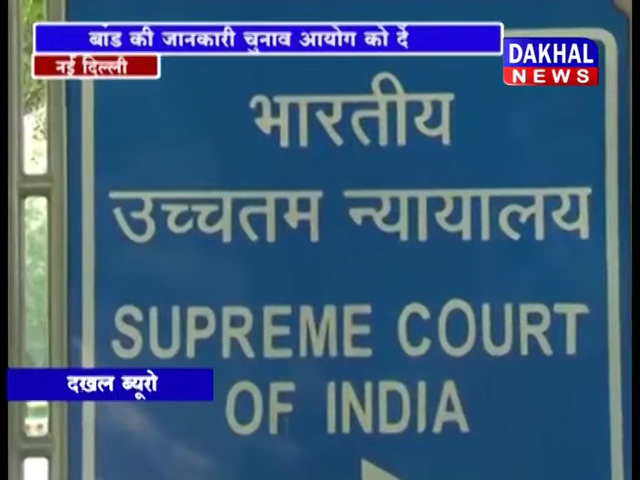 बांड की जानकारी चुनाव आयोग को दें
नई दिल्ली
DAKHAL
NEWS
भारतीय
उच्चतम न्यायालय
SUPREME COURT
OF INDIA
दखल ब्यूरो